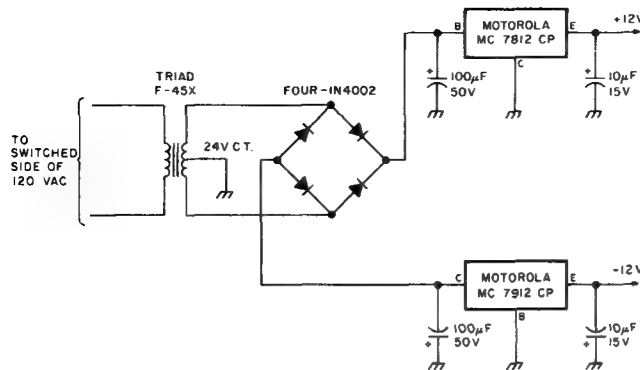 TO
SWITCHED
SIDE OF
120 VAC
TRIAD
F-45X
24V C.T.
FOUR-1N4002
B
MOTOROLA
MC 7812 CP
E
C
+12V
+
100µF
50V
+
10µF
15V
C
MOTOROLA
MC 7912 CP
E
B
-12V
+
100µF
50V
+
10µF
15V